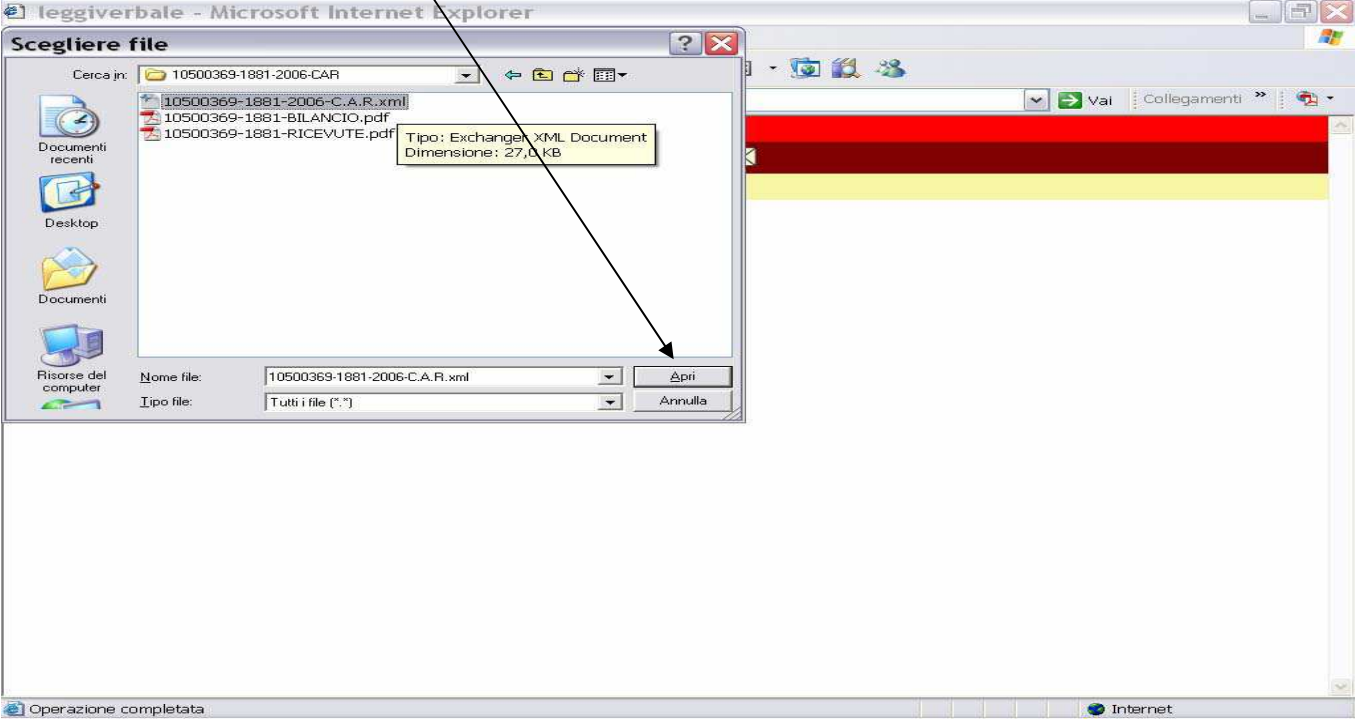 leggiverbale - Microsoft Internet Explorer
Scegliere file
Cerca in:
10500369-1881-2006-CAR
10500369-1881-2006-C.A.R.xml
10500369-1881-BILANCIO.pdf
10500369-1881-RICEVUTE.pdf
Tipo: Exchanger XML Document
Dimensione: 27,0 KB
Documenti recenti
Desktop
Documenti
Risorse del computer
Nome file:
10500369-1881-2006-C.A.R.xml
Apri
Tipo file:
Tutti i file (*.*)
Annulla
Vai
Collegamenti »
Operazione completata
Internet